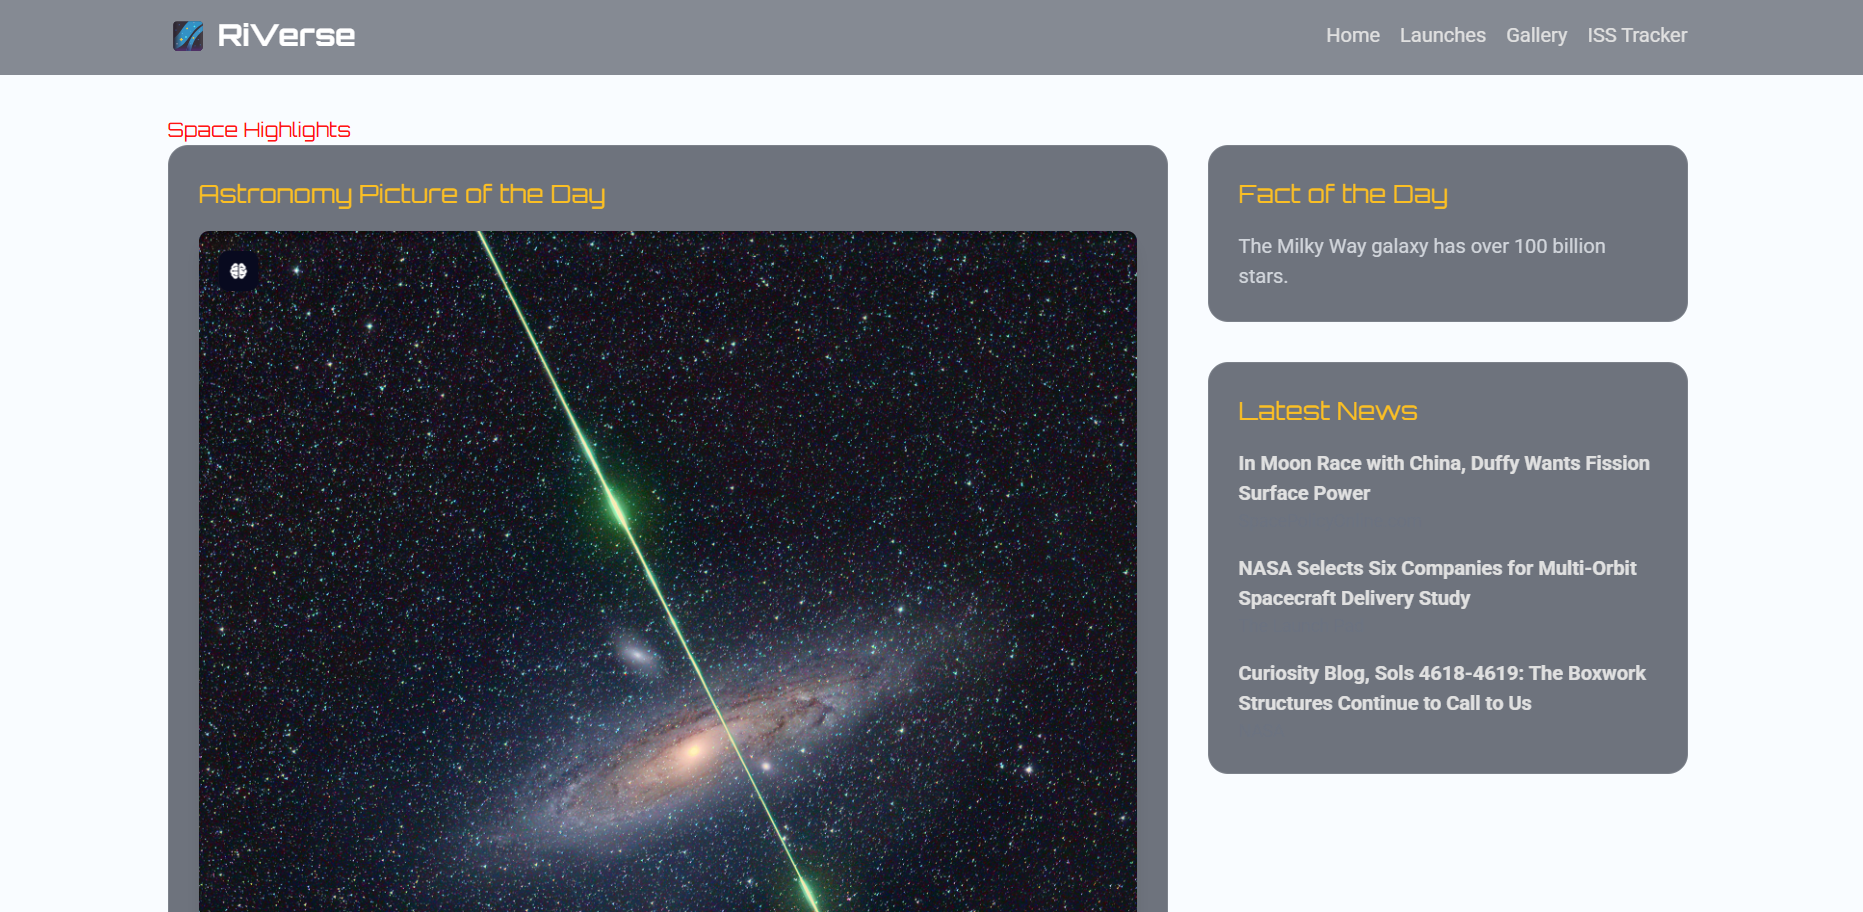 RiVerse
Home
Launches
Gallery
ISS Tracker
Space Highlights
Astronomy Picture of the Day
Fact of the Day
The Milky Way galaxy has over 100 billion
stars.
Latest News
In Moon Race with China, Duffy Wants Fission
Surface Power
NASA Selects Six Companies for Multi-Orbit
Spacecraft Delivery Study
Curiosity Blog, Sols 4618-4619: The Boxwork
Structures Continue to Call to Us